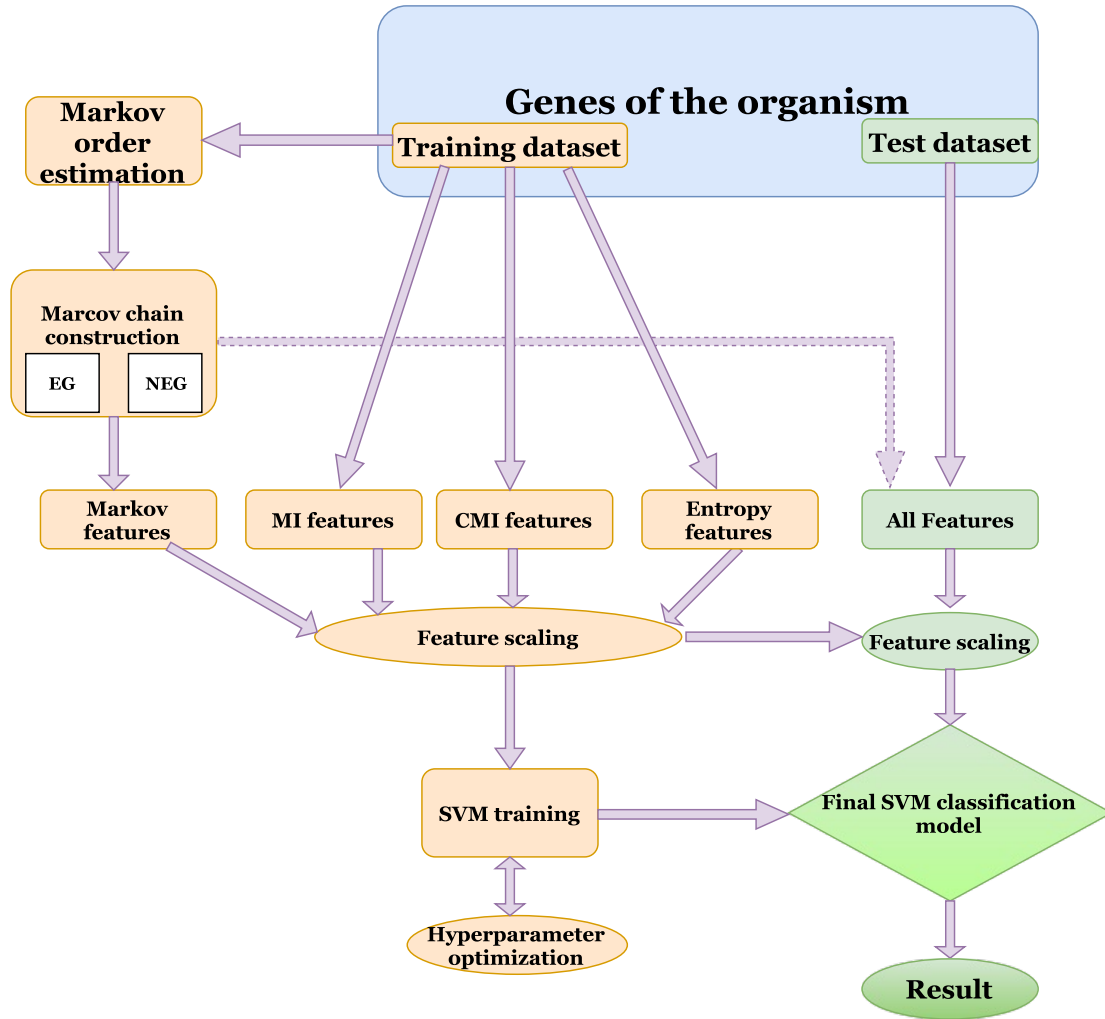 Genes of the organism
Markov
order
estimation
Training dataset
Test dataset
Marcov chain
construction
EG
NEG
Markov
features
MI features
CMI features
Entropy
features
All Features
Feature scaling
Feature scaling
SVM training
Final SVM classification
model
Hyperparameter
optimization
Result